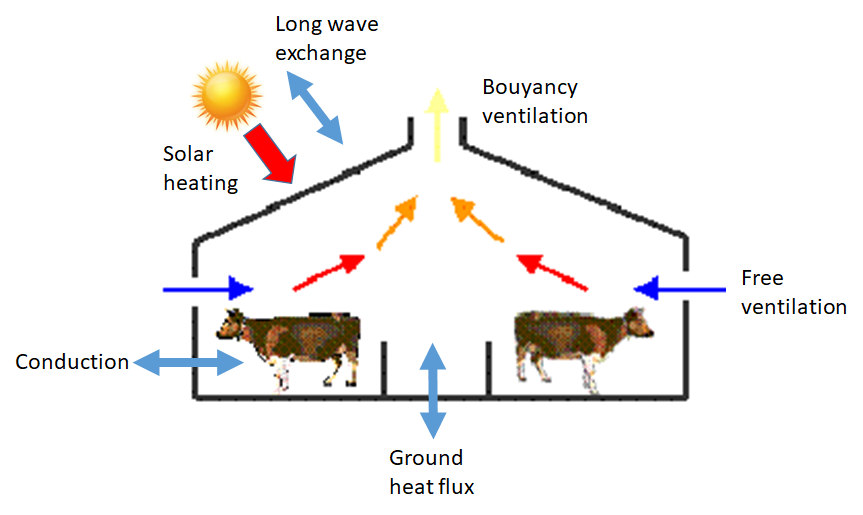 Long wave
exchange
Bouyancy
ventilation
Solar
heating
Free
ventilation
Conduction
Ground
heat flux